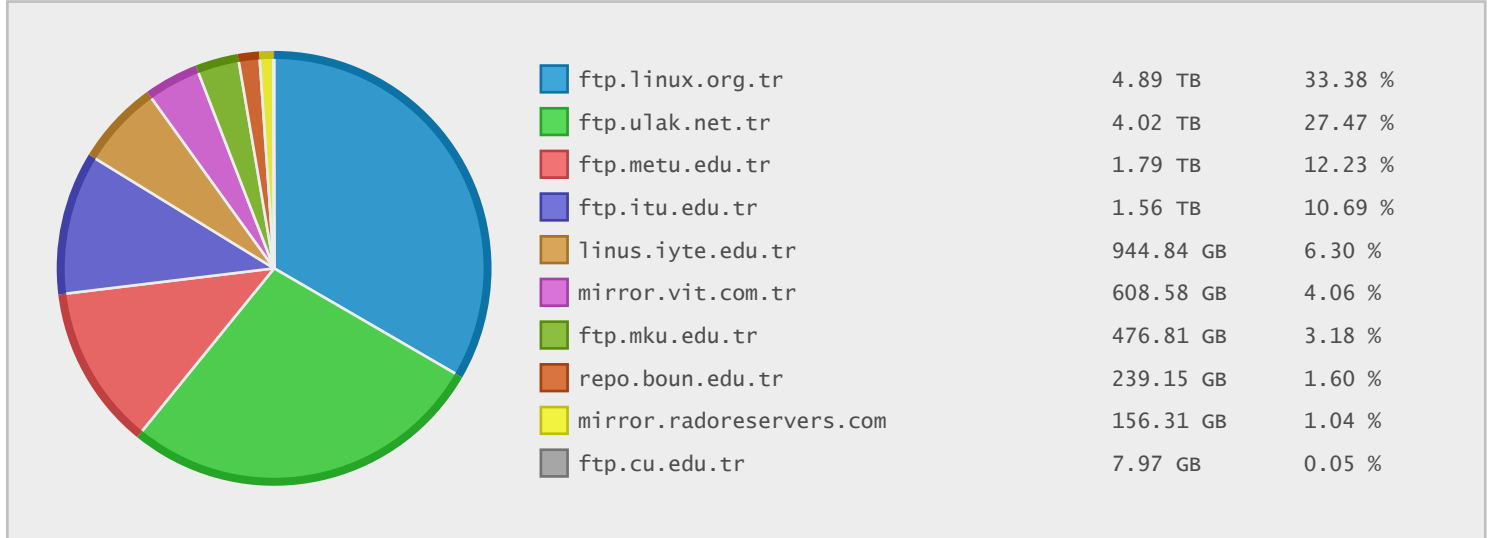 ftp.linux.org.tr 4.89 TB 33.38 %
ftp.ulak.net.tr 4.02 TB 27.47 %
ftp.metu.edu.tr 1.79 TB 12.23 %
ftp.itu.edu.tr 1.56 TB 10.69 %
linus.iyte.edu.tr 944.84 GB 6.30 %
mirror.vit.com.tr 608.58 GB 4.06 %
ftp.mku.edu.tr 476.81 GB 3.18 %
repo.boun.edu.tr 239.15 GB 1.60 %
mirror.radoreservers.com 156.31 GB 1.04 %
ftp.cu.edu.tr 7.97 GB 0.05 %